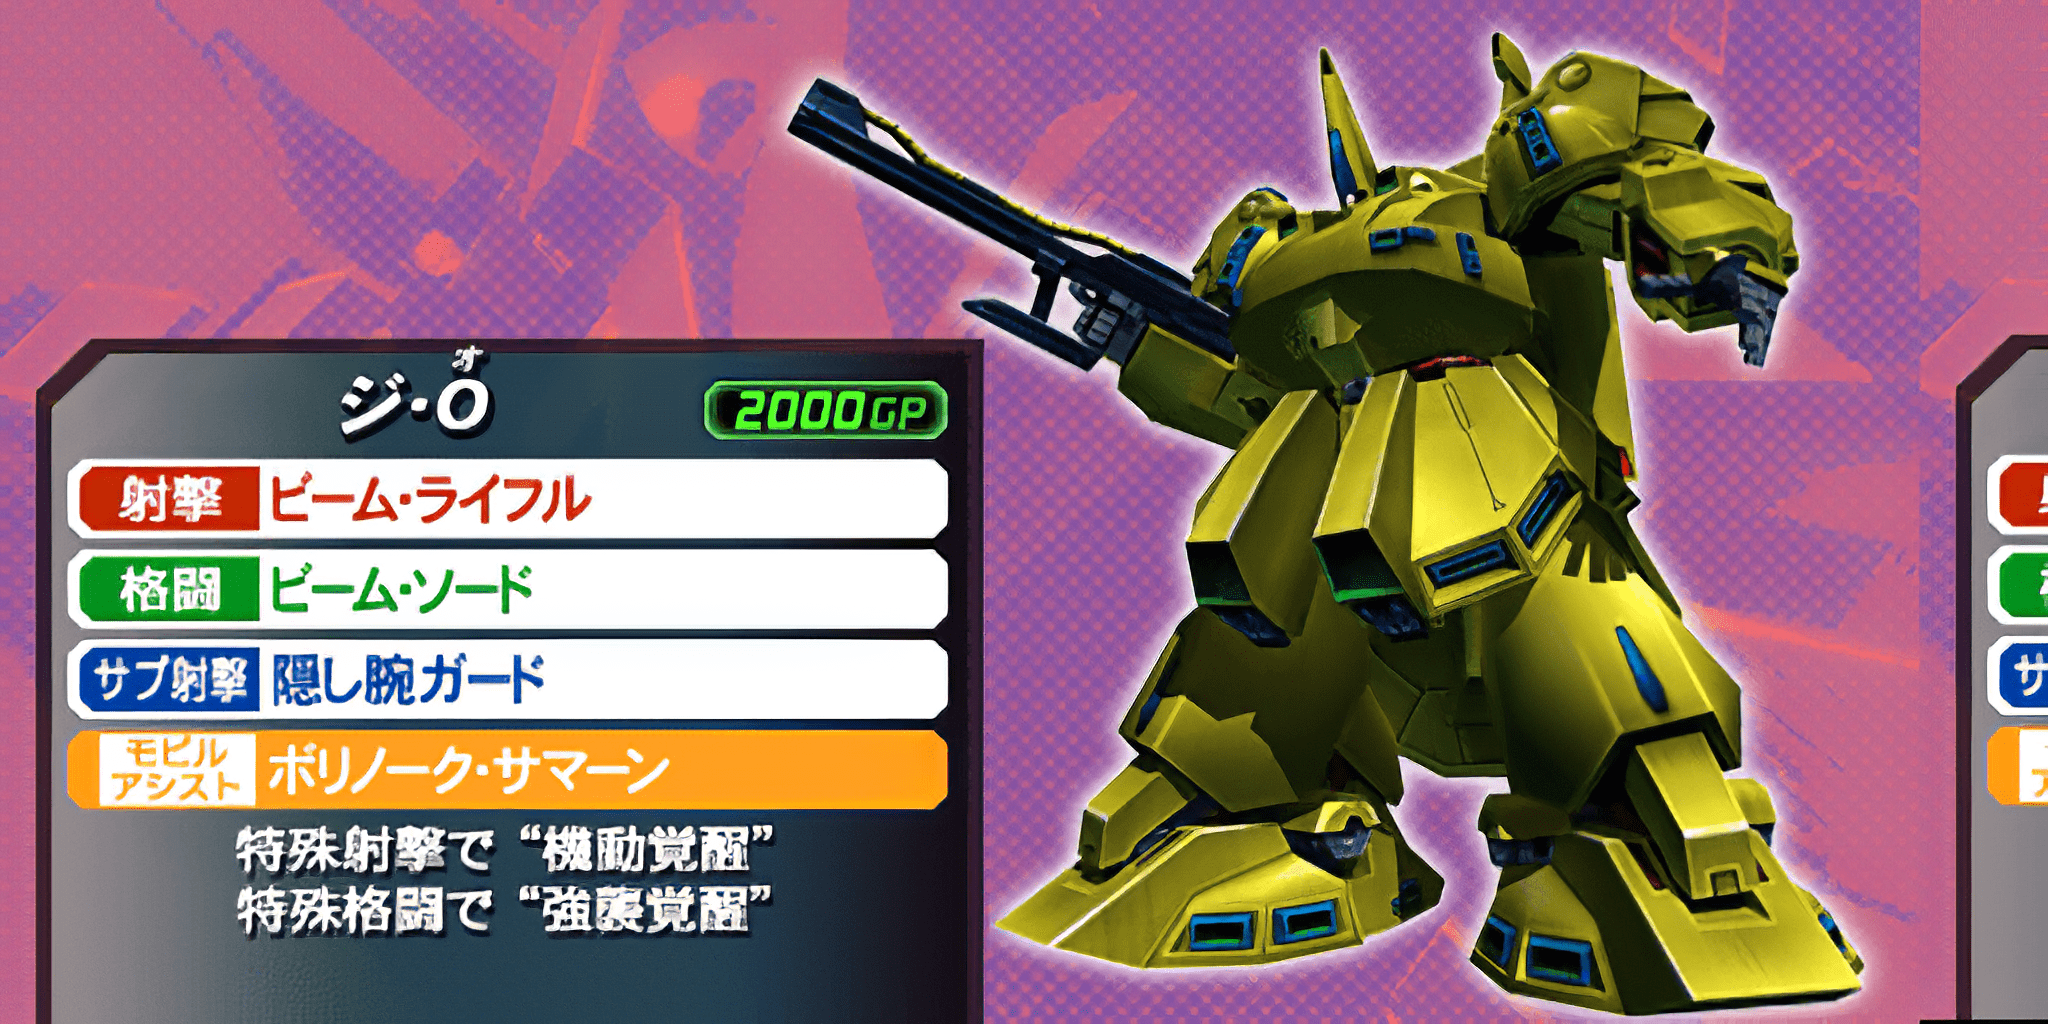 オ
ジ・O
2000GP
射撃 ビーム・ライフル
格闘 ビーム・ソード
サブ射撃 隠し腕ガード
モビル
アシスト
ボリノーク・サマーン
特殊射撃で “機動覚醒”
特殊格闘で “強襲覚醒”
サ